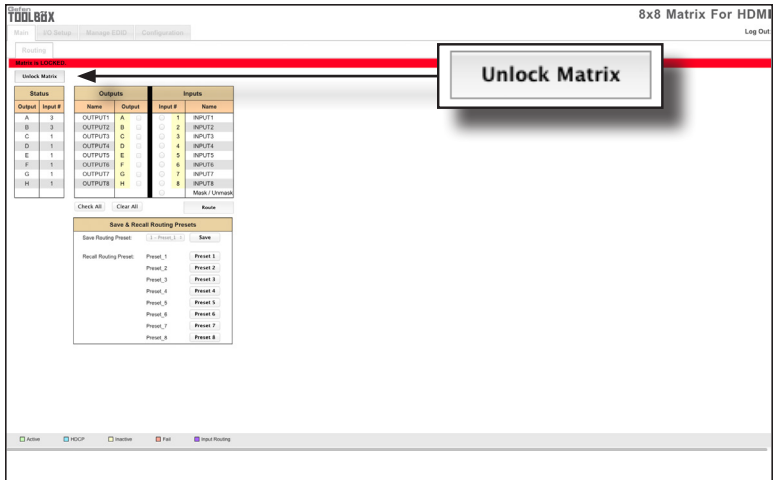 Gefen
TOOLBOX
8x8 Matrix For HDMI
Main I/O Setup Manage EDID Configuration
Log Out
Routing
Matrix is LOCKED.
Unlock Matrix
Unlock Matrix
Status Outputs Inputs
Output Input # Name Output Input # Name
A 3 OUTPUT1 A 1 INPUT1
B 3 OUTPUT2 B 2 INPUT2
C 1 OUTPUT3 C 3 INPUT3
D 1 OUTPUT4 D 4 INPUT4
E 1 OUTPUT5 E 5 INPUT5
F 1 OUTPUT6 F 6 INPUT6
G 1 OUTPUT7 G 7 INPUT7
H 1 OUTPUT8 H 8 INPUT8
Mask / Unmask
Check All Clear All Route
Save & Recall Routing Presets
Save Routing Preset: 1 - Preset_1 Save
Recall Routing Preset: Preset_1 Preset 1
Preset_2 Preset 2
Preset_3 Preset 3
Preset_4 Preset 4
Preset_5 Preset 5
Preset_6 Preset 6
Preset_7 Preset 7
Preset_8 Preset 8
Active HDCP Inactive Fail Input Routing